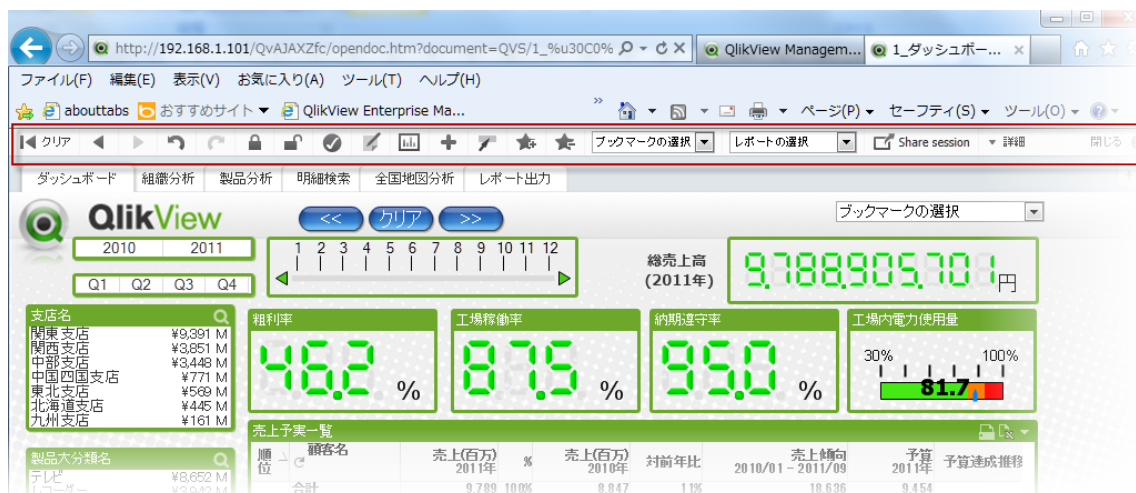 http://192.168.1.101/QvAJAXZfc/opendoc.htm?document=QVS/1_%u30C0% QlikView Managem... 1_ダッシュボー...
ファイル(F) 編集(E) 表示(V) お気に入り(A) ツール(T) ヘルプ(H)
abouttabs おすすめサイト ▼ QlikView Enterprise Ma... » ページ(P) セーフティ(S) ツール(O)
クリア ブックマークの選択 レポートの選択 Share session 詳細 閉じる
ダッシュボード 組織分析 製品分析 明細検索 全国地図分析 レポート出力
QlikView << クリア >> ブックマークの選択
2010 2011 1 2 3 4 5 6 7 8 9 10 11 12
総売上高
(2011年) 9,788,905,701 円
Q1 Q2 Q3 Q4
支店名
関東支店 ¥9,391 M
関西支店 ¥3,851 M
中部支店 ¥3,448 M
中国四国支店 ¥771 M
東北支店 ¥569 M
北海道支店 ¥445 M
九州支店 ¥161 M
粗利率
46.2 %
工場稼働率
87.5 %
納期遵守率
95.0 %
工場内電力使用量
30% 100%
81.7
売上予実一覧
順位 顧客名 売上(百万) 2011年 % 売上(百万) 2010年 対前年比 売上傾向 2010/01 - 2011/09 予算 2011年 予算達成推移
合計 9,789 100% 8,847 11% 18,636 9,454
製品大分類名
テレビ ¥8,652 M
レコーダー